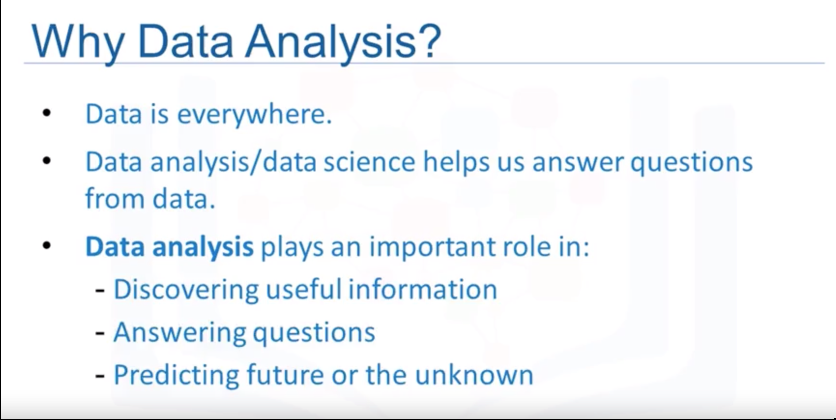 Why Data Analysis?
• Data is everywhere.
• Data analysis/data science helps us answer questions
from data.
• Data analysis plays an important role in:
- Discovering useful information
- Answering questions
- Predicting future or the unknown